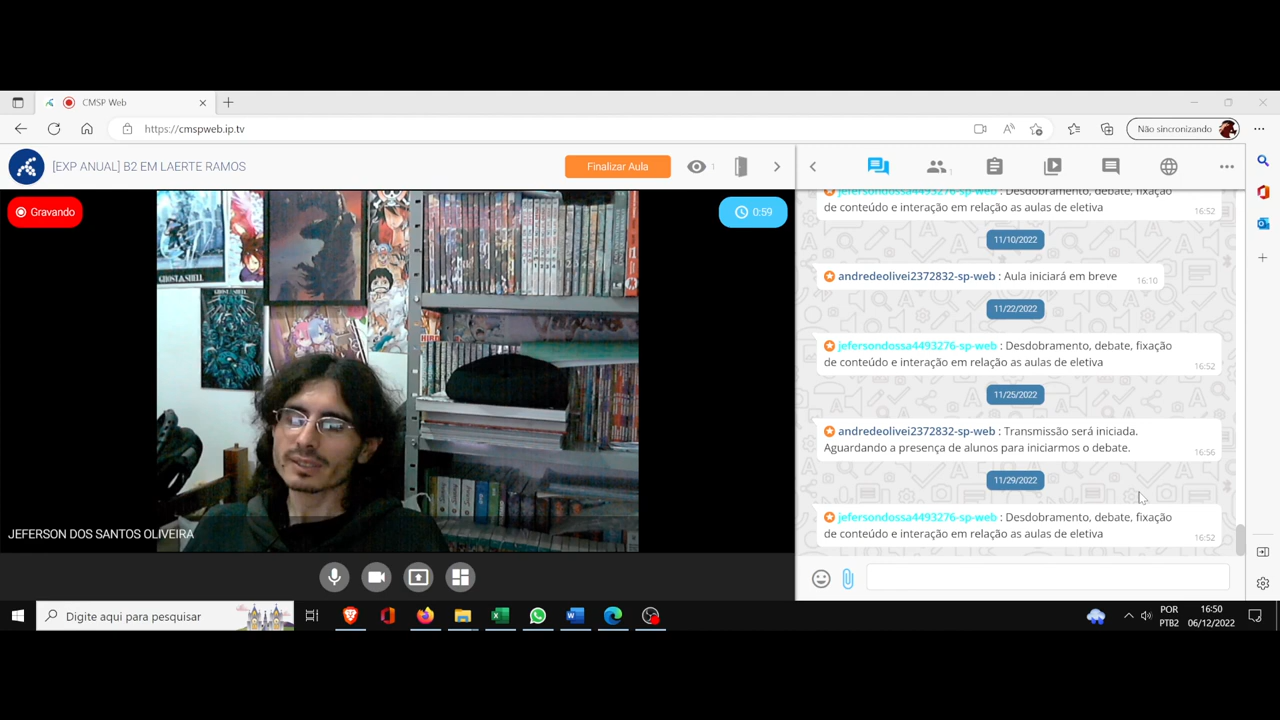 CMSP Web
https://cmspweb.ip.tv
Não sincronizando
[EXP ANUAL] B2 EM LAERTE RAMOS
Finalizar Aula
1
Gravando
0:59
GHOST & SHELL
JEFERSON DOS SANTOS OLIVEIRA
jefersondossa4493276-sp-web : Desdobramento, debate, fixação
de conteúdo e interação em relação as aulas de eletiva
16:52
11/10/2022
andredeolivei2372832-sp-web : Aula iniciará em breve
16:10
11/22/2022
jefersondossa4493276-sp-web : Desdobramento, debate, fixação
de conteúdo e interação em relação as aulas de eletiva
16:52
11/25/2022
andredeolivei2372832-sp-web : Transmissão será iniciada.
Aguardando a presença de alunos para iniciarmos o debate.
16:56
11/29/2022
jefersondossa4493276-sp-web : Desdobramento, debate, fixação
de conteúdo e interação em relação as aulas de eletiva
16:52
Digite aqui para pesquisar
POR
PTB2
16:50
06/12/2022